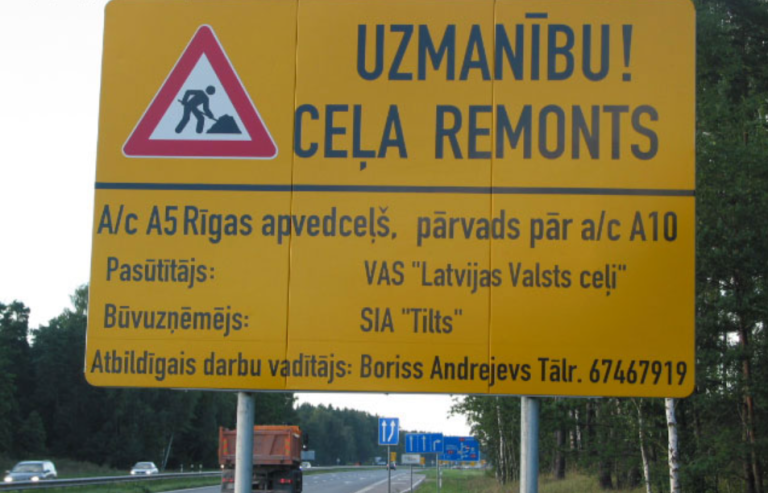 UZMANĪBU!
CEĻA REMONTS
A/c A5 Rīgas apvedceļš, pārvads pār a/c A10
Pasūtītājs: VAS "Latvijas Valsts ceļi"
Būvuzņēmējs: SIA "Tilts"
Atbildīgais darbu vadītājs: Boriss Andrejevs Tālr. 67467919